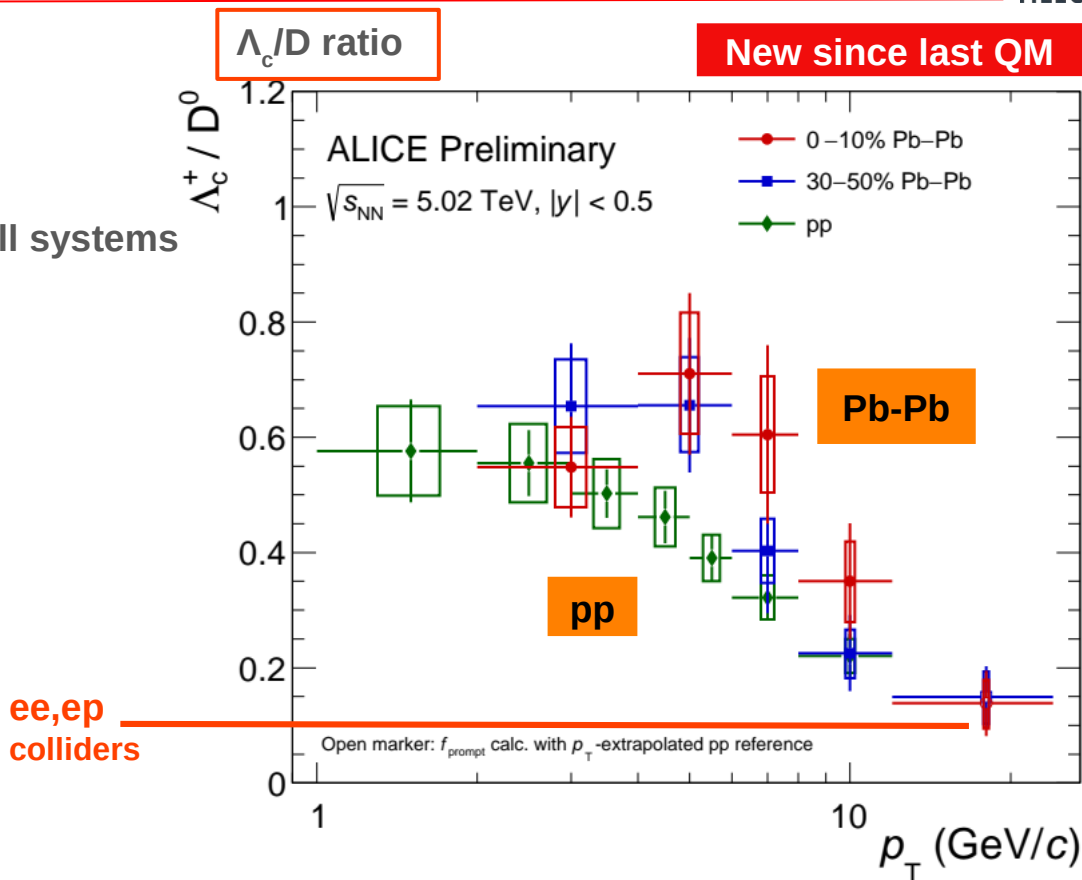 Λc/D ratio
New since last QM
Λc+ / D0
1.2
1
0.8
0.6
0.4
0.2
0
ALICE Preliminary
√sNN = 5.02 TeV, |y| < 0.5
0–10% Pb–Pb
30–50% Pb–Pb
pp
ll systems
Pb-Pb
pp
ee,ep
colliders
Open marker: fprompt calc. with pT-extrapolated pp reference
1
10
pT (GeV/c)